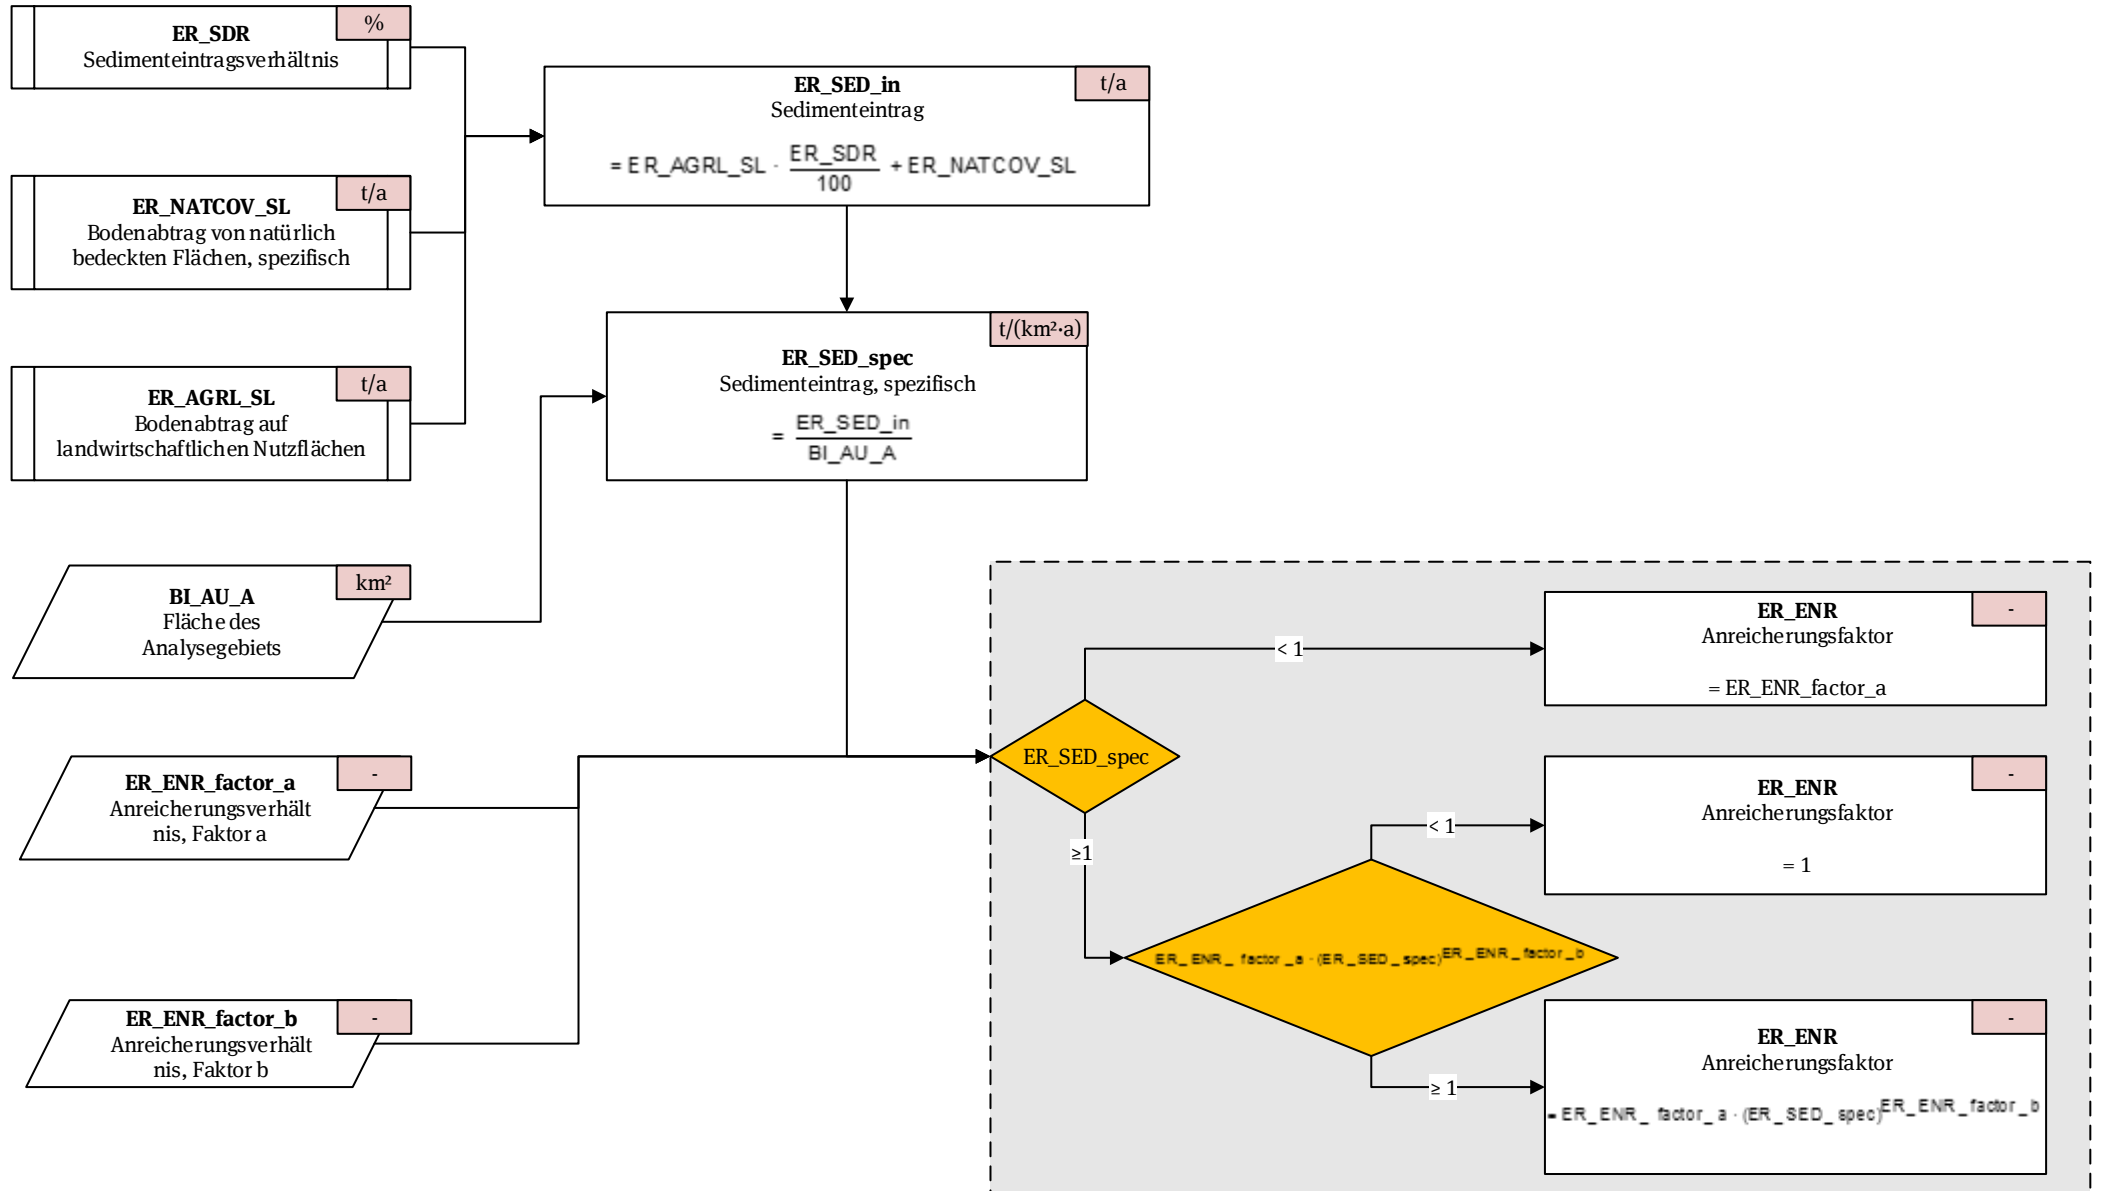 %
ER_SDR
Sedimenteintragsverhältnis
t/a
ER_SED_in
Sedimenteintrag
= ER_AGRL_SL · ER_SDR / 100 + ER_NATCOV_SL
t/a
ER_NATCOV_SL
Bodenabtrag von natürlich
bedeckten Flächen, spezifisch
t/(km²·a)
ER_SED_spec
Sedimenteintrag, spezifisch
= ER_SED_in / BI_AU_A
t/a
ER_AGRL_SL
Bodenabtrag auf
landwirtschaftlichen Nutzflächen
km²
BI_AU_A
Fläche des
Analysegebiets
-
ER_ENR_factor_a
Anreicherungsverhält
nis, Faktor a
-
ER_ENR_factor_b
Anreicherungsverhält
nis, Faktor b
ER_SED_spec
< 1
-
ER_ENR
Anreicherungsfaktor
= ER_ENR_factor_a
≥1
ER_ENR_factor_a · (ER_SED_spec)^ER_ENR_factor_b
< 1
-
ER_ENR
Anreicherungsfaktor
= 1
≥ 1
-
ER_ENR
Anreicherungsfaktor
= ER_ENR_factor_a · (ER_SED_spec)^ER_ENR_factor_b